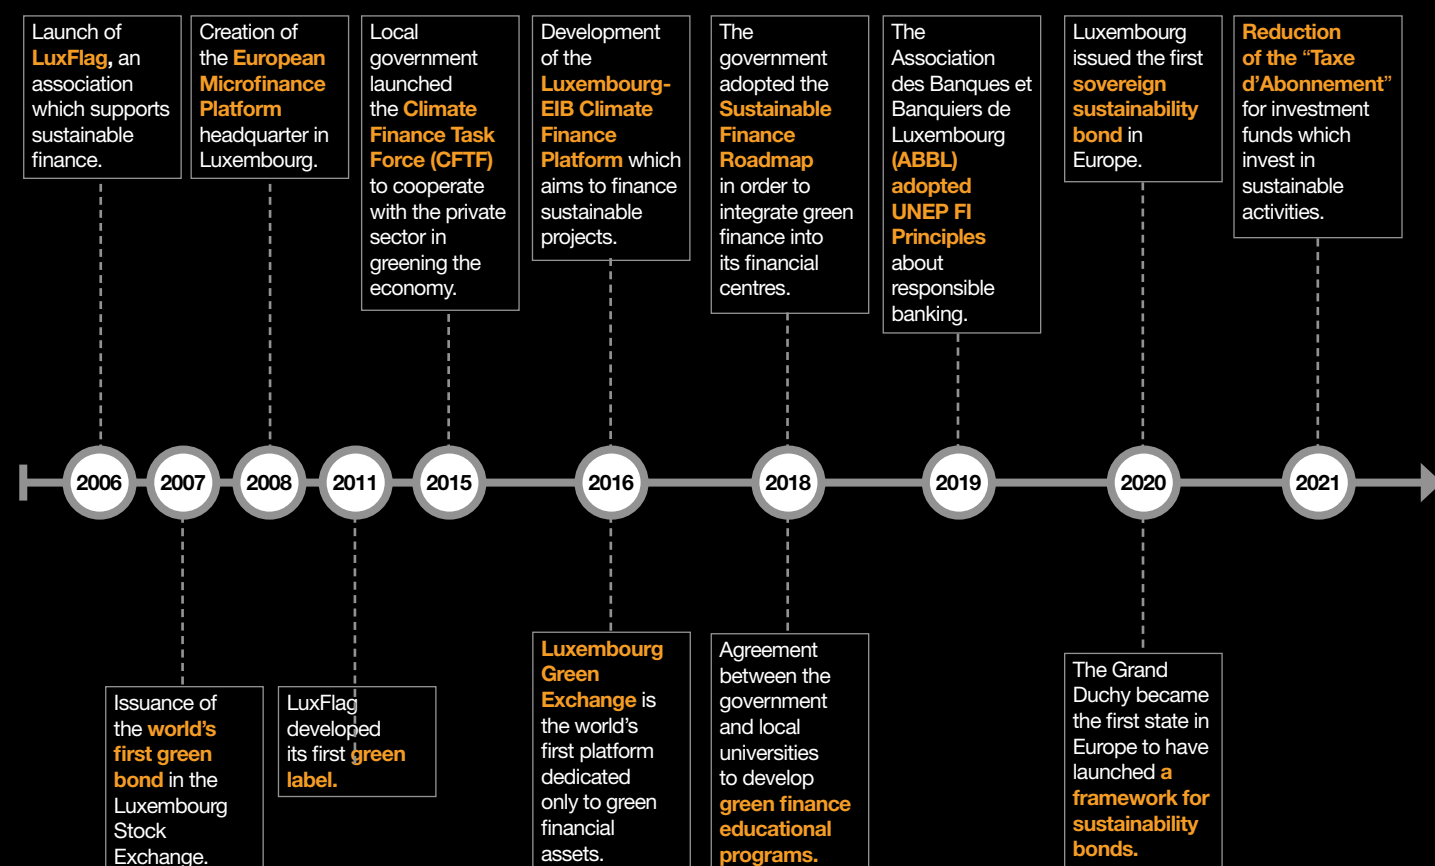 Launch of
LuxFlag, an
association
which supports
sustainable
finance.
Creation of
the European
Microfinance
Platform
headquarter in
Luxembourg.
Local
government
launched
the Climate
Finance Task
Force (CFTF)
to cooperate
with the private
sector in
greening the
economy.
Development
of the
Luxembourg-
EIB Climate
Finance
Platform which
aims to finance
sustainable
projects.
The
government
adopted the
Sustainable
Finance
Roadmap
in order to
integrate green
finance into
its financial
centres.
The
Association
des Banques et
Banquiers de
Luxembourg
(ABBL)
adopted
UNEP FI
Principles
about
responsible
banking.
Luxembourg
issued the first
sovereign
sustainability
bond in
Europe.
Reduction
of the “Taxe
d’Abonnement”
for investment
funds which
invest in
sustainable
activities.
2006
2007
2008
2011
2015
2016
2018
2019
2020
2021
Issuance of
the world’s
first green
bond in the
Luxembourg
Stock
Exchange.
LuxFlag
developed
its first green
label.
Luxembourg
Green
Exchange is
the world’s
first platform
dedicated
only to green
financial
assets.
Agreement
between the
government
and local
universities
to develop
green finance
educational
programs.
The Grand
Duchy became
the first state in
Europe to have
launched a
framework for
sustainability
bonds.